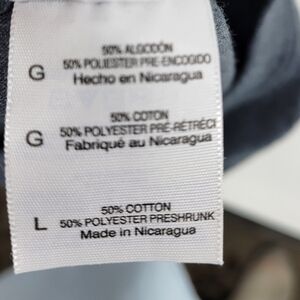 50% ALGODÓN
G 50% POLIESTER PRE-ENCOGIDO
Hecho en Nicaragua
50% COTON
G 50% POLYESTER PRÉ-RÉTRÉCI
Fabriqué au Nicaragua
50% COTTON
L 50% POLYESTER PRESHRUNK
Made in Nicaragua